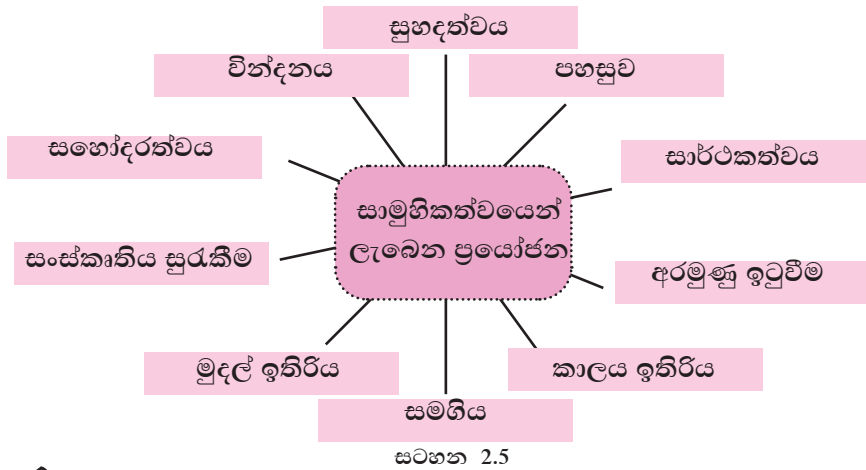 සුහදත්වය
වින්දනය
පහසුව
සහෝදරත්වය
සාර්ථකත්වය
සාමුහිකත්වයෙන්
ලැබෙන ප්‍රයෝජන
සංස්කෘතිය සුරැකීම
අරමුණු ඉටුවීම
මුදල් ඉතිරිය
කාලය ඉතිරිය
සමගිය
සටහන 2.5